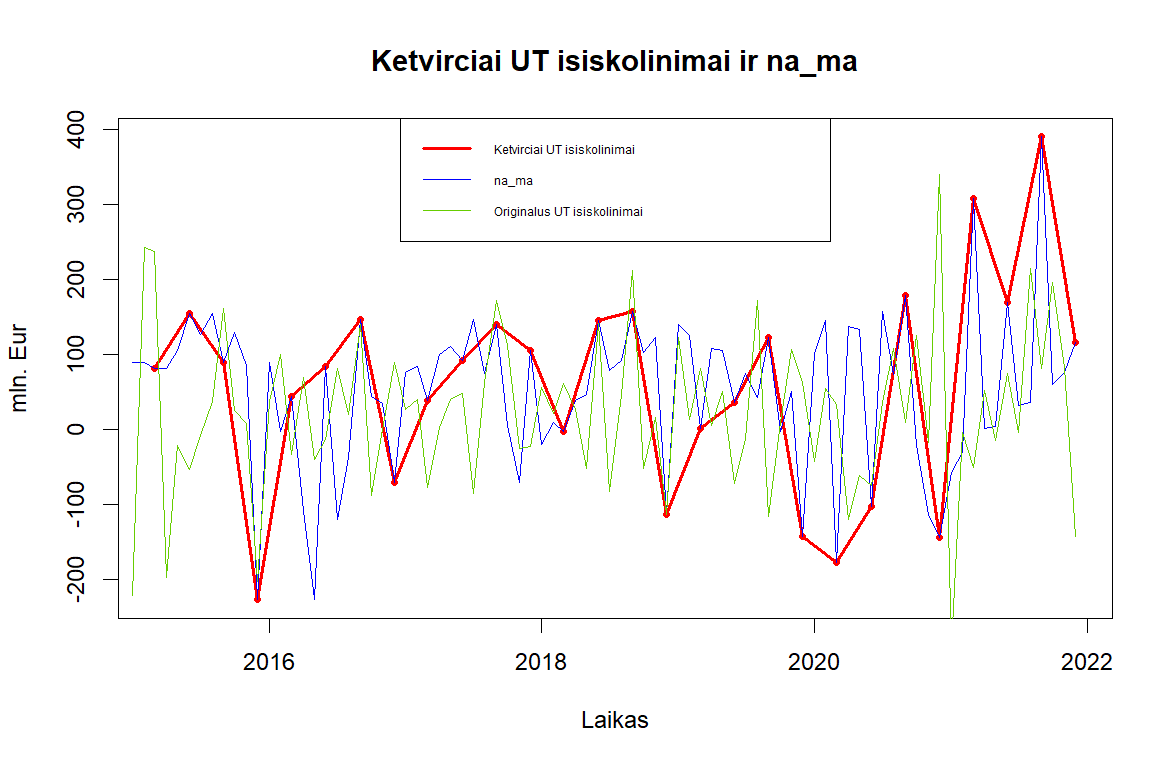 Ketvirciai UT isiskolinimai ir na_ma
mln. Eur
400
300
200
100
0
-100
-200
Ketvirciai UT isiskolinimai
na_ma
Originalus UT isiskolinimai
2016
2018
2020
2022
Laikas